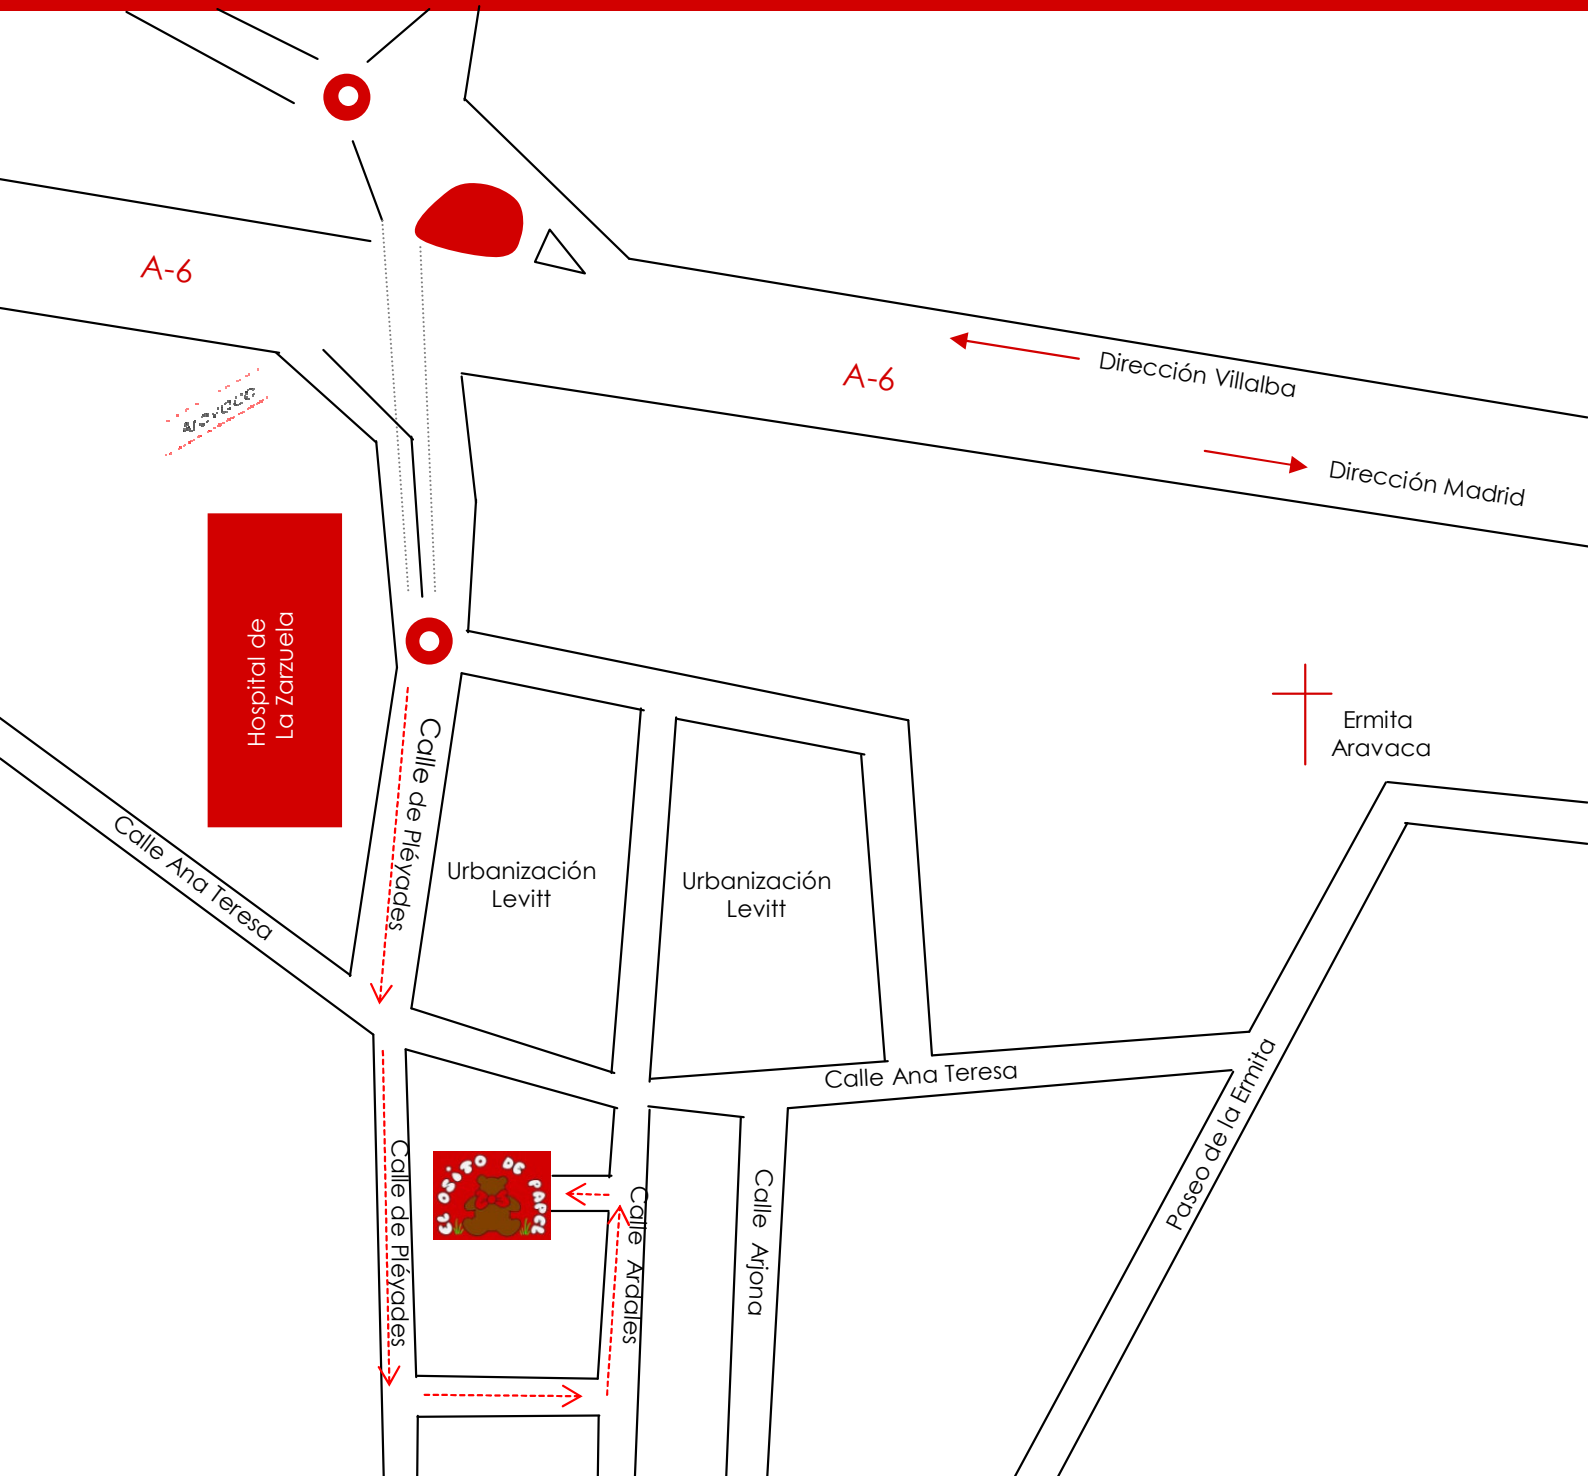 A-6
Dirección Villalba
A-6
Aravaca
Dirección Madrid
Hospital de
La Zarzuela
Ermita
Aravaca
Calle de Pléyades
Calle Ana Teresa
Urbanización
Levitt
Urbanización
Levitt
Calle Ana Teresa
Paseo de la Ermita
Calle de Pléyades
EL OSITO DE PAPEL
Calle Ardales
Calle Arjona